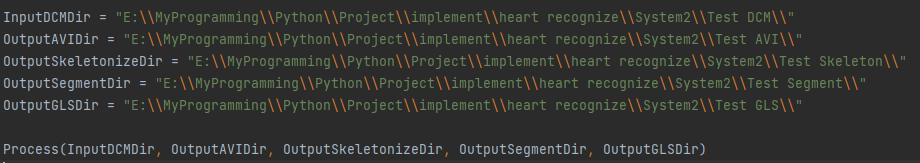 InputDCMDir = "E:\\MyProgramming\\Python\\Project\\implement\\heart recognize\\System2\\Test DCM\\"
OutputAVIDir = "E:\\MyProgramming\\Python\\Project\\implement\\heart recognize\\System2\\Test AVI\\"
OutputSkeletonizeDir = "E:\\MyProgramming\\Python\\Project\\implement\\heart recognize\\System2\\Test Skeleton\\"
OutputSegmentDir = "E:\\MyProgramming\\Python\\Project\\implement\\heart recognize\\System2\\Test Segment\\"
OutputGLSDir = "E:\\MyProgramming\\Python\\Project\\implement\\heart recognize\\System2\\Test GLS\\"
Process(InputDCMDir, OutputAVIDir, OutputSkeletonizeDir, OutputSegmentDir, OutputGLSDir)